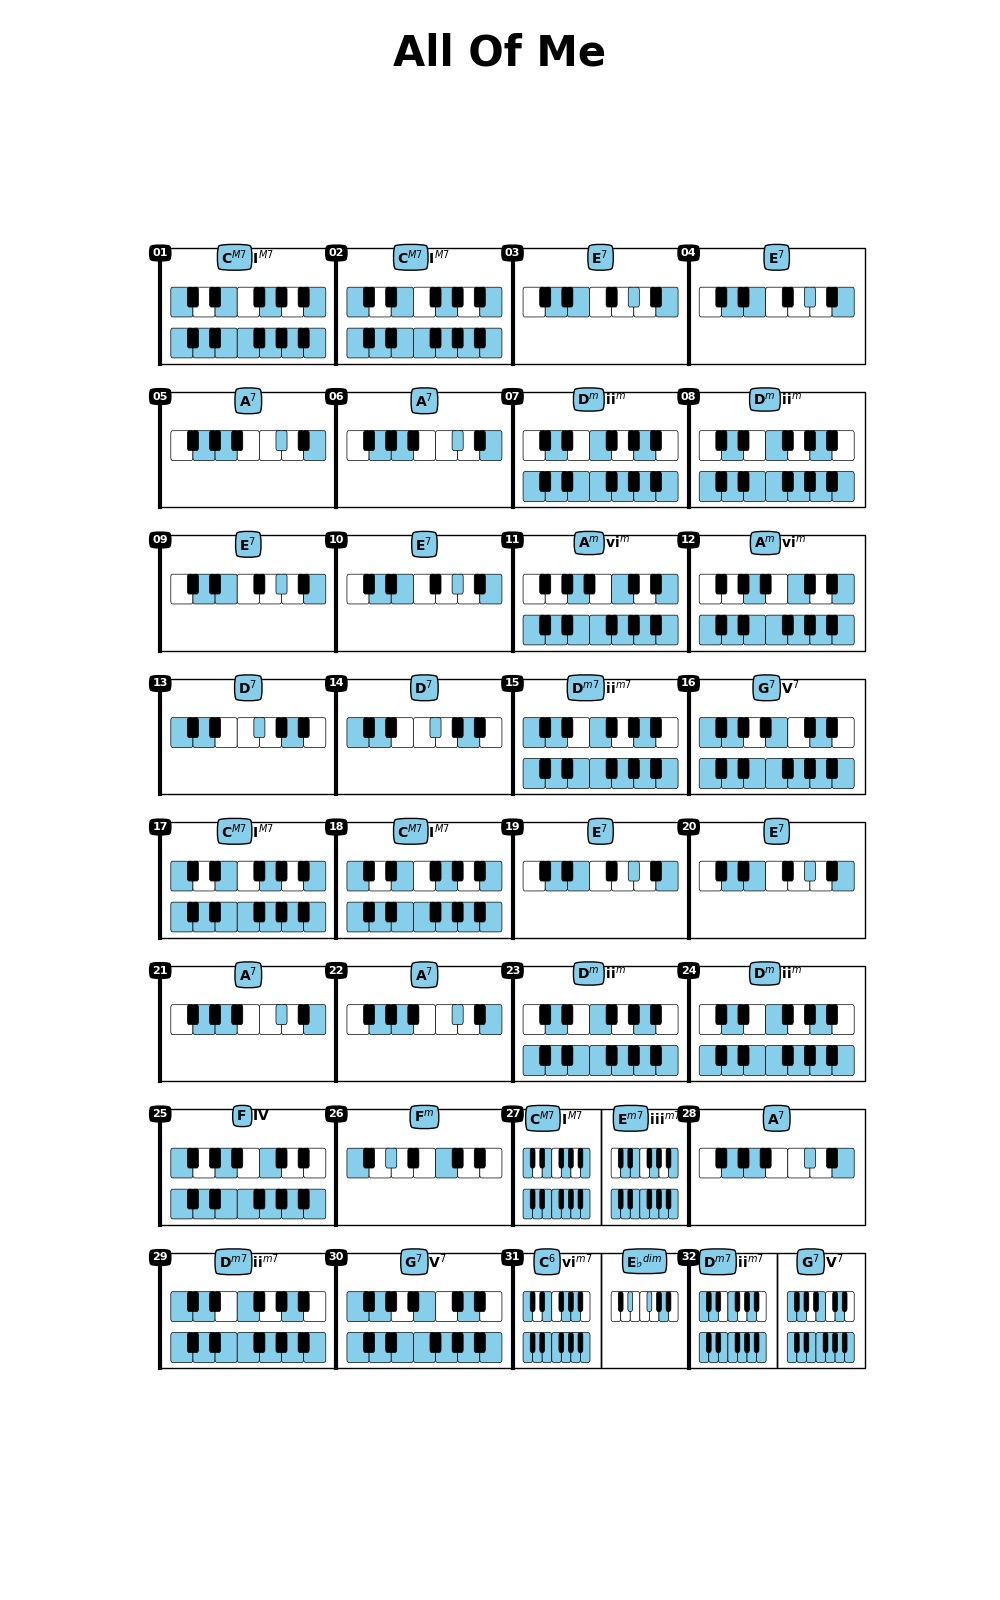 All Of Me
01 C^M7 I^M7 02 C^M7 I^M7 03 E^7 04 E^7
05 A^7 06 A^7 07 D^m ii^m 08 D^m ii^m
09 E^7 10 E^7 11 A^m vi^m 12 A^m vi^m
13 D^7 14 D^7 15 D^m7 ii^m7 16 G^7 V^7
17 C^M7 I^M7 18 C^M7 I^M7 19 E^7 20 E^7
21 A^7 22 A^7 23 D^m ii^m 24 D^m ii^m
25 F IV 26 F^m 27 C^M7 I^M7 E^m7 iii^m7 28 A^7
29 D^m7 ii^m7 30 G^7 V^7 31 C^6 vi^m7 E♭^dim 32 D^m7 ii^m7 G^7 V^7